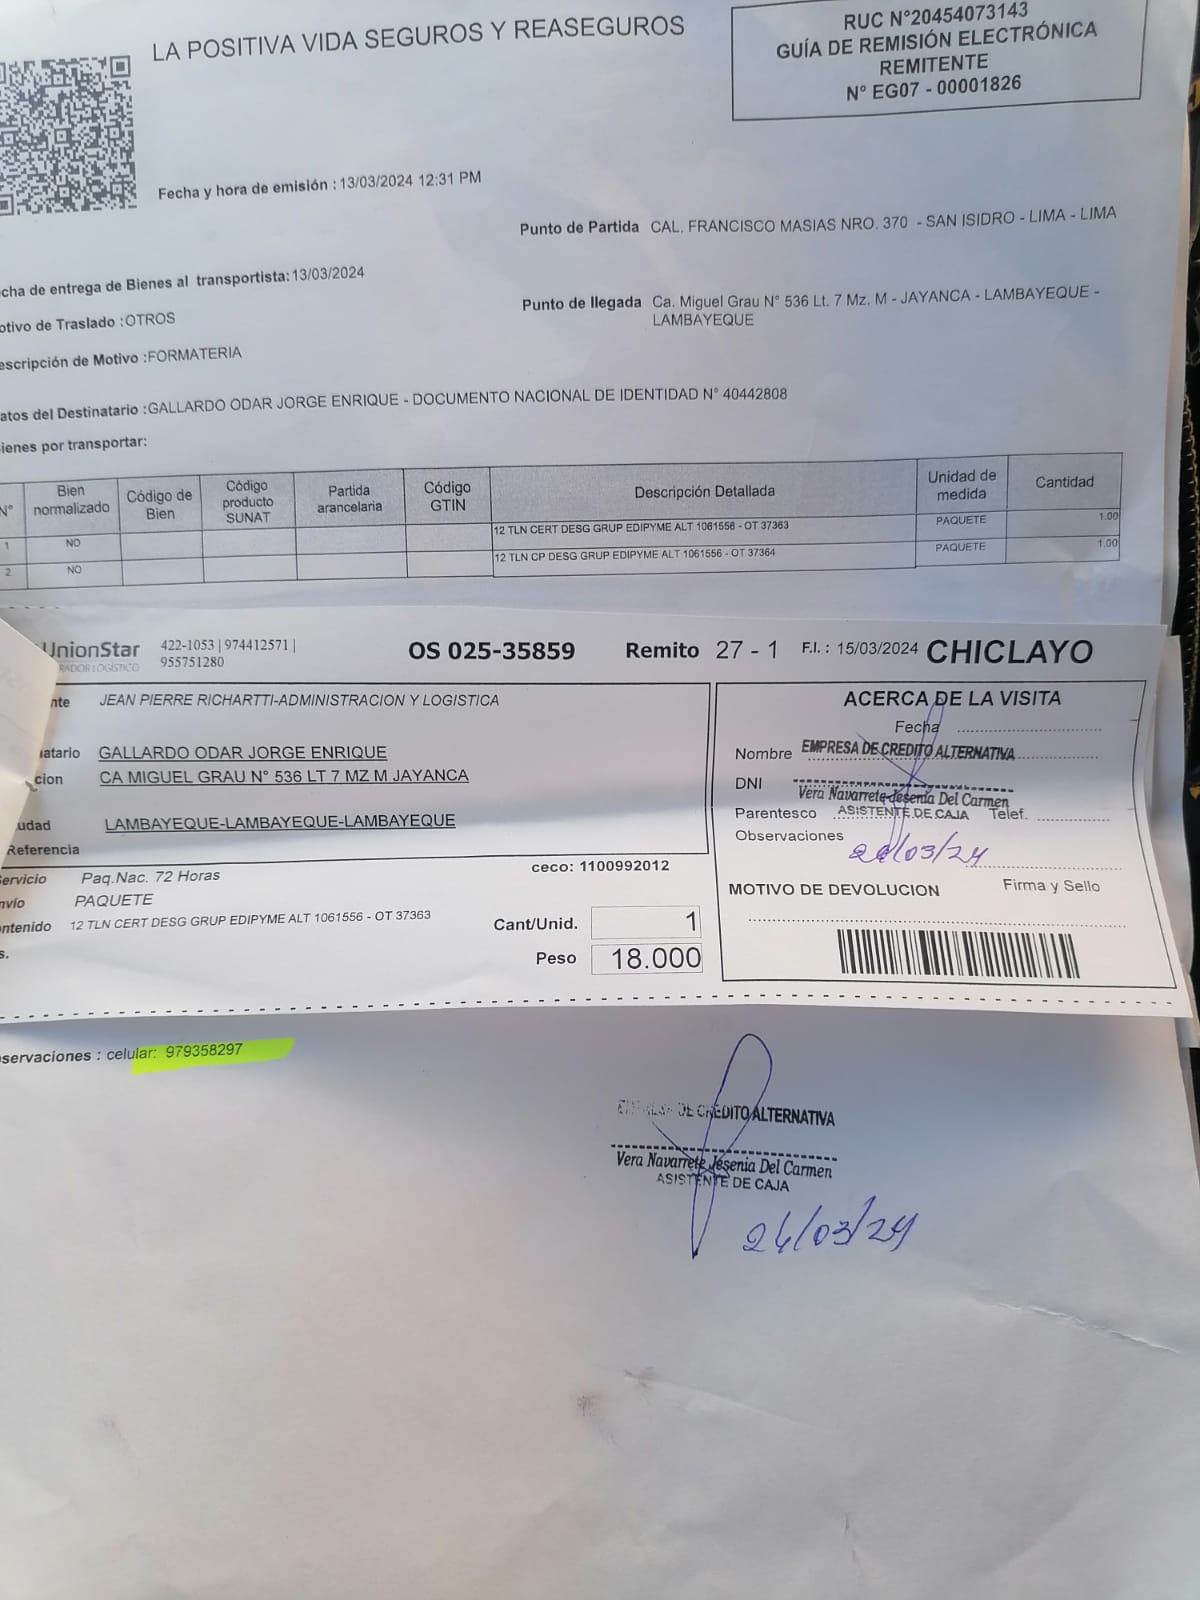 LA POSITIVA VIDA SEGUROS Y REASEGUROS
RUC N°20454073143
GUÍA DE REMISIÓN ELECTRÓNICA
REMITENTE
N° EG07 - 00001826
Fecha y hora de emisión : 13/03/2024 12:31 PM
Punto de Partida CAL. FRANCISCO MASIAS NRO. 370 - SAN ISIDRO - LIMA - LIMA
cha de entrega de Bienes al transportista: 13/03/2024
Punto de llegada Ca. Miguel Grau N° 536 Lt. 7 Mz. M - JAYANCA - LAMBAYEQUE -
LAMBAYEQUE
otivo de Traslado : OTROS
escripción de Motivo : FORMATERIA
atos del Destinatario : GALLARDO ODAR JORGE ENRIQUE - DOCUMENTO NACIONAL DE IDENTIDAD N° 40442808
ienes por transportar:
N° Bien normalizado Código de Bien Código producto SUNAT Partida arancelaria Código GTIN Descripción Detallada Unidad de medida Cantidad
1 NO 12 TLN CERT DESG GRUP EDIPYME ALT 1061556 - OT 37363 PAQUETE 1.00
2 NO 12 TLN CP DESG GRUP EDIPYME ALT 1061556 - OT 37364 PAQUETE 1.00
UnionStar
RADOR LOGÍSTICO
422-1053 | 974412571 |
955751280
OS 025-35859 Remito 27 - 1 F.I. : 15/03/2024 CHICLAYO
nte JEAN PIERRE RICHARTTI-ADMINISTRACION Y LOGISTICA
atario GALLARDO ODAR JORGE ENRIQUE
cion CA MIGUEL GRAU N° 536 LT 7 MZ M JAYANCA
udad LAMBAYEQUE-LAMBAYEQUE-LAMBAYEQUE
Referencia
ervicio Paq.Nac. 72 Horas
ceco: 1100992012
nvío PAQUETE
ntenido 12 TLN CERT DESG GRUP EDIPYME ALT 1061556 - OT 37363
s.
Cant/Unid. 1
Peso 18.000
ACERCA DE LA VISITA
Fecha
Nombre EMPRESA DE CREDITO ALTERNATIVA
DNI
Vera Navarrete Jesenia Del Carmen
Parentesco ASISTENTE DE CAJA Telef.
Observaciones
/03/24
MOTIVO DE DEVOLUCION
Firma y Sello
servaciones : celular: 979358297
DE CREDITO ALTERNATIVA
Vera Navarrete Jesenia Del Carmen
ASISTENTE DE CAJA
26/03/24